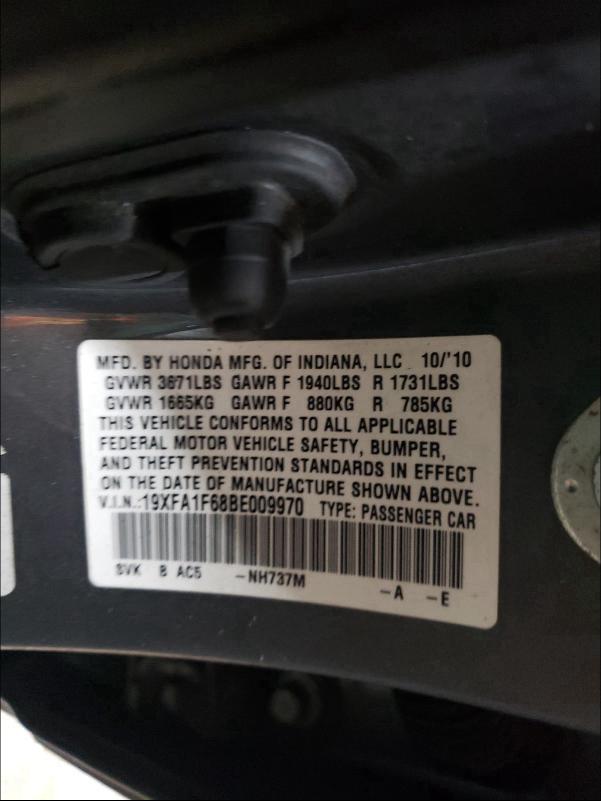 MFD. BY HONDA MFG. OF INDIANA, LLC 10/'10
GVWR 3671LBS GAWR F 1940LBS R 1731LBS
GVWR 1665KG GAWR F 880KG R 785KG
THIS VEHICLE CONFORMS TO ALL APPLICABLE
FEDERAL MOTOR VEHICLE SAFETY, BUMPER,
AND THEFT PREVENTION STANDARDS IN EFFECT
ON THE DATE OF MANUFACTURE SHOWN ABOVE.
V.I.N.:19XFA1F68BE009970 TYPE: PASSENGER CAR
SVK B AC5 -NH737M
-A -E